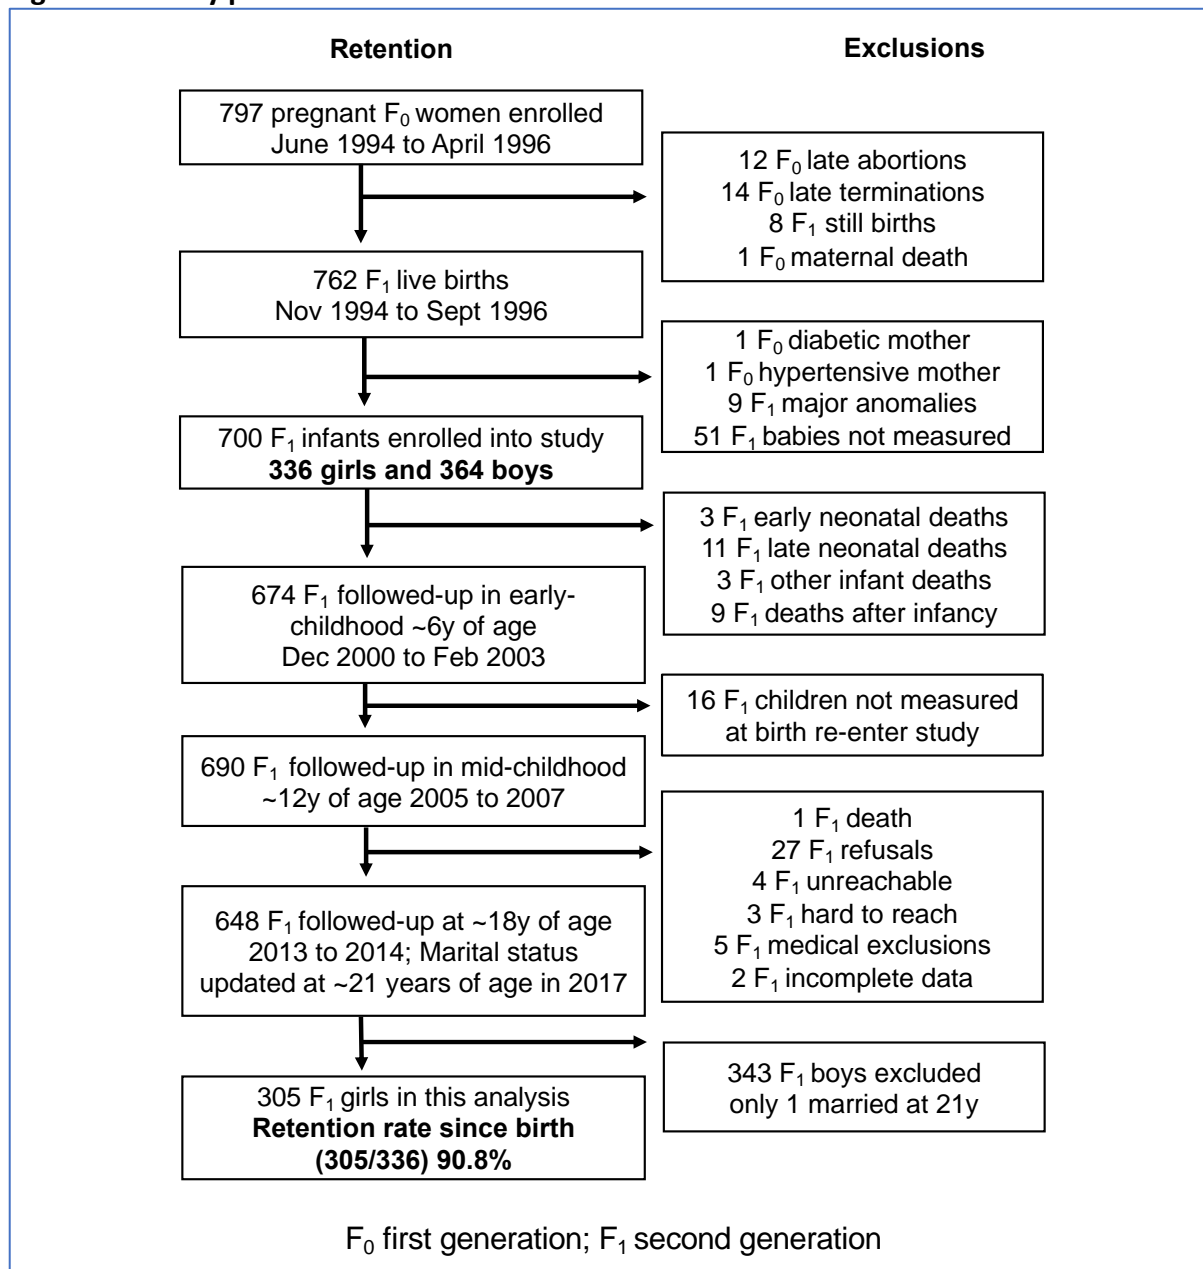 Retention
Exclusions
797 pregnant F₀ women enrolled
June 1994 to April 1996
12 F₀ late abortions
14 F₀ late terminations
8 F₁ still births
1 F₀ maternal death
762 F₁ live births
Nov 1994 to Sept 1996
1 F₀ diabetic mother
1 F₀ hypertensive mother
9 F₁ major anomalies
51 F₁ babies not measured
700 F₁ infants enrolled into study
336 girls and 364 boys
3 F₁ early neonatal deaths
11 F₁ late neonatal deaths
3 F₁ other infant deaths
9 F₁ deaths after infancy
674 F₁ followed-up in early-
childhood ~6y of age
Dec 2000 to Feb 2003
16 F₁ children not measured
at birth re-enter study
690 F₁ followed-up in mid-childhood
~12y of age 2005 to 2007
1 F₁ death
27 F₁ refusals
4 F₁ unreachable
3 F₁ hard to reach
5 F₁ medical exclusions
2 F₁ incomplete data
648 F₁ followed-up at ~18y of age
2013 to 2014; Marital status
updated at ~21 years of age in 2017
343 F₁ boys excluded
only 1 married at 21y
305 F₁ girls in this analysis
Retention rate since birth
(305/336) 90.8%
F₀ first generation; F₁ second generation